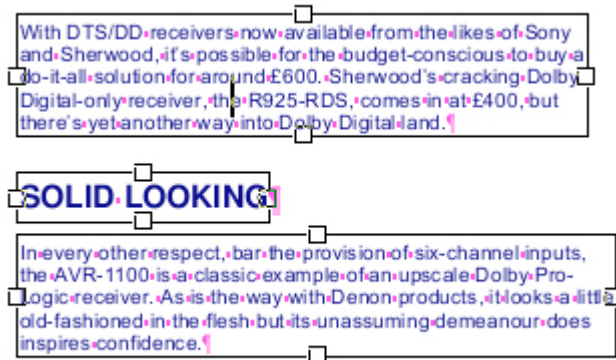 With DTS/DD receivers now available from the likes of Sony
and Sherwood, it's possible for the budget-conscious to buy a
do-it-all solution for around £600. Sherwood's cracking Dolby
Digital-only receiver, the R925-RDS, comes in at £400, but
there's yet another way into Dolby Digital land.¶
SOLID LOOKING¶
In every other respect, bar the provision of six-channel inputs,
the AVR-1100 is a classic example of an upscale Dolby Pro-
Logic receiver. As is the way with Denon products, it looks a little
old-fashioned in the flesh but its unassuming demeanour does
inspires confidence.¶